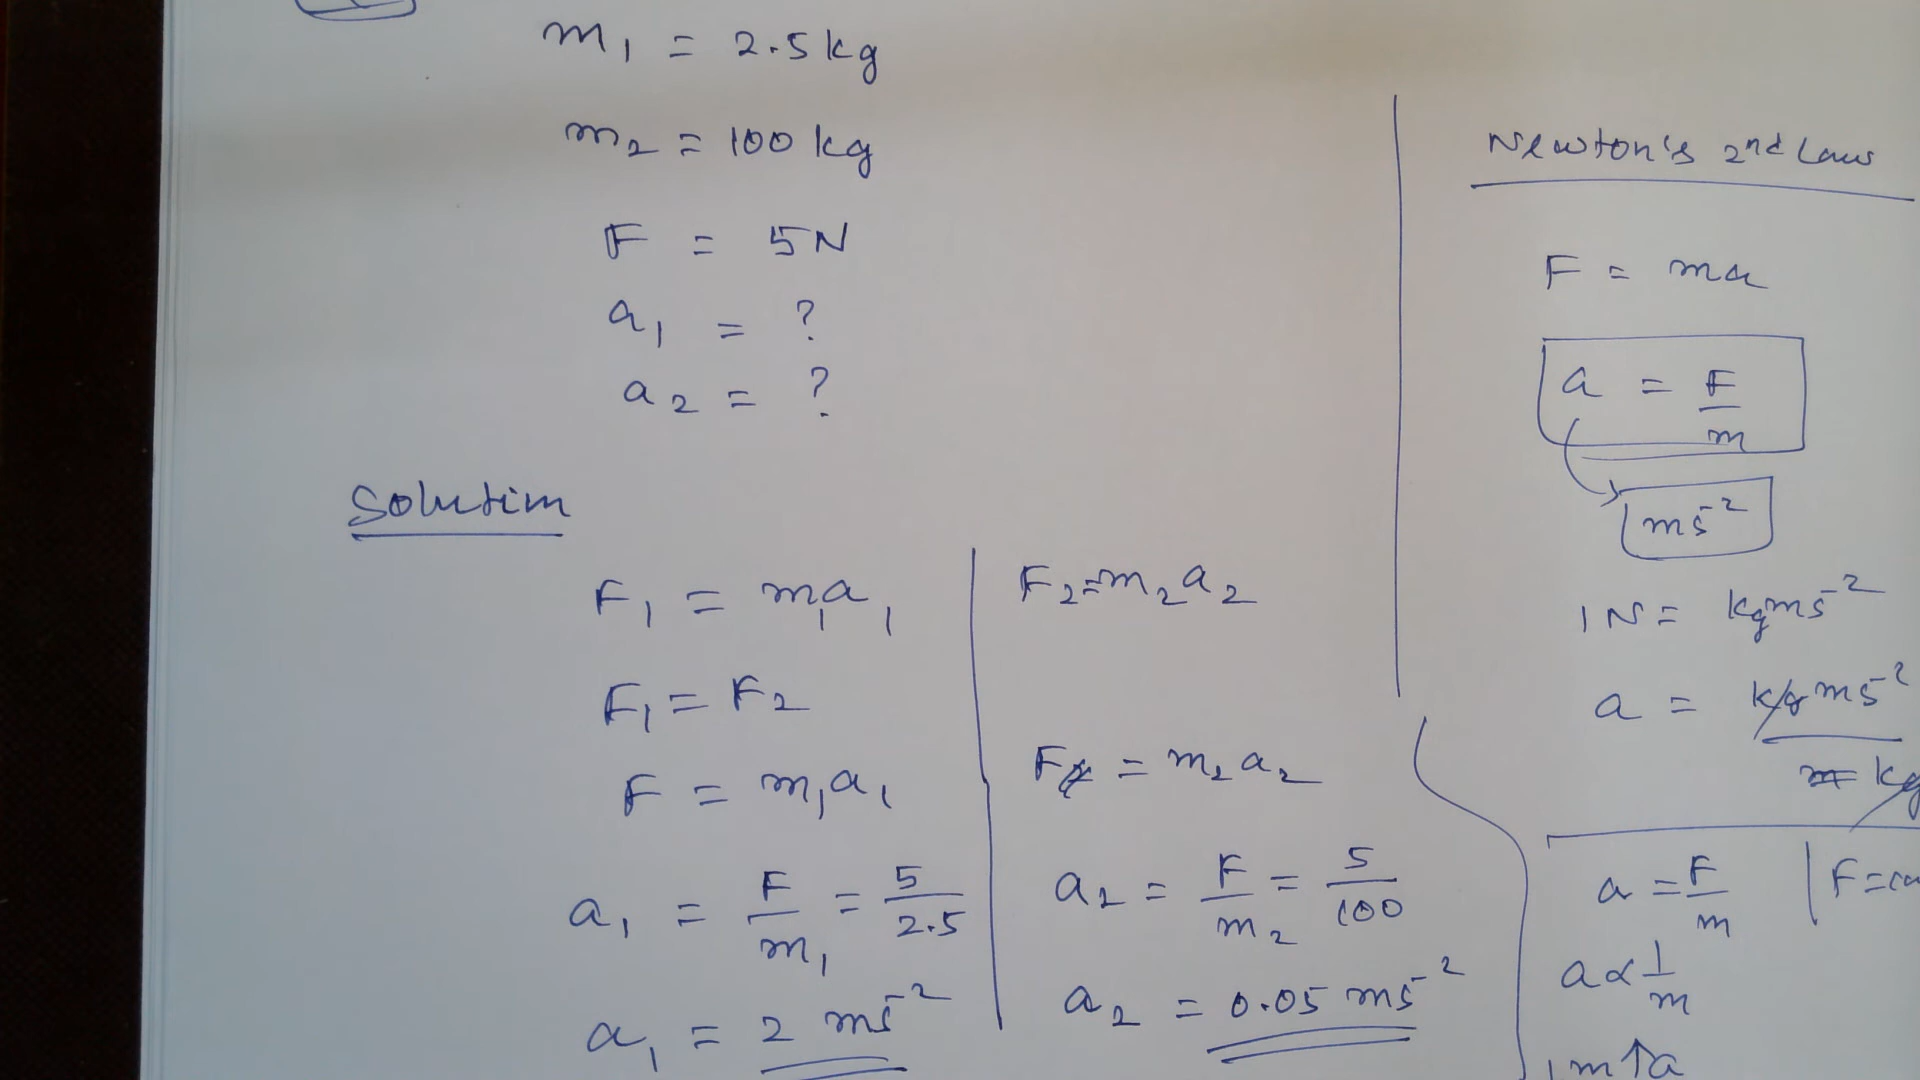 m₁ = 2.5 kg
m₂ = 100 kg
F = 5N
a₁ = ?
a₂ = ?
Solution
F₁ = m₁a₁
F₁ = F₂
F = m₁a₁
a₁ = F/m₁ = 5/2.5
a₁ = 2 ms⁻²
F₂ = m₂a₂
F = m₂a₂
a₂ = F/m₂ = 5/100
a₂ = 0.05 ms⁻²
Newton's 2nd Law
F = ma
a = F/m
ms⁻²
1N = kgms⁻²
a = kgms⁻²/kg
a = F/m
F =
a ∝ 1/m
m↑a